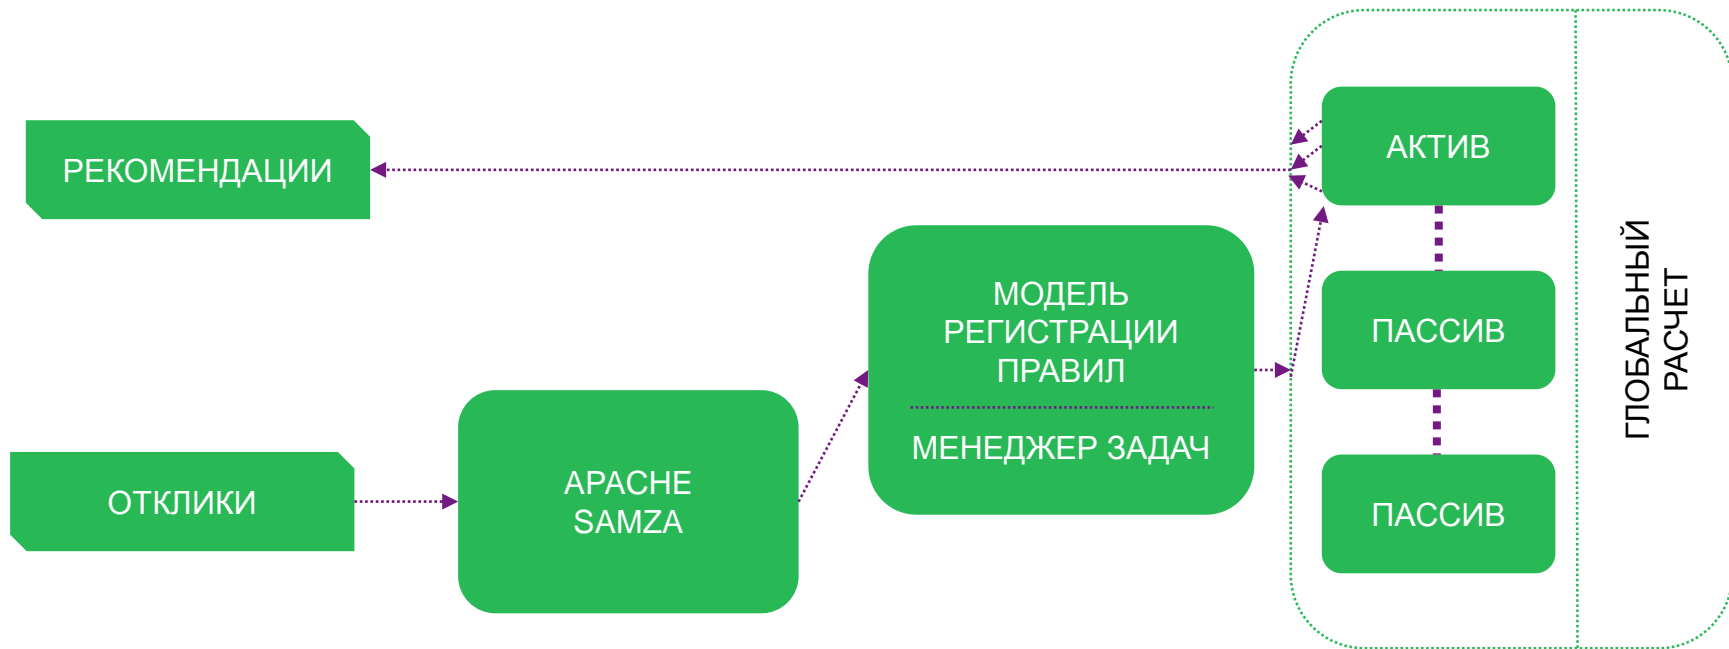 РЕКОМЕНДАЦИИ
ОТКЛИКИ
APACHE
SAMZA
МОДЕЛЬ
РЕГИСТРАЦИИ
ПРАВИЛ
МЕНЕДЖЕР ЗАДАЧ
АКТИВ
ПАССИВ
ПАССИВ
ГЛОБАЛЬНЫЙ
РАСЧЕТ